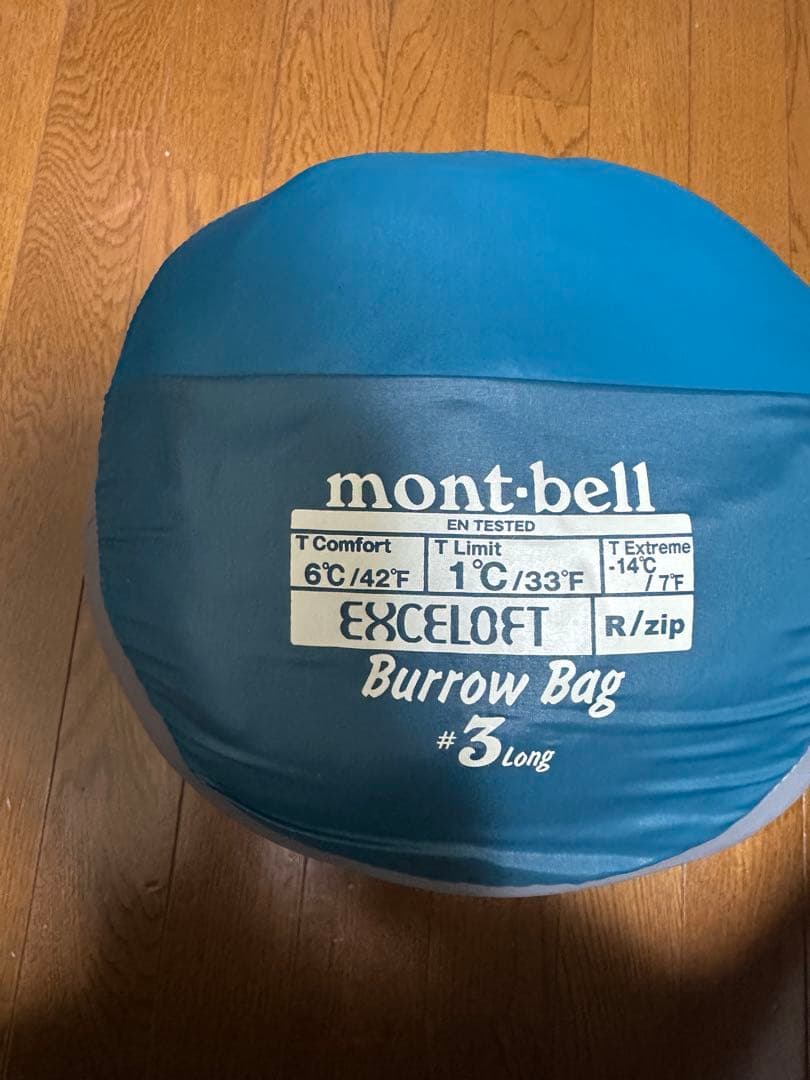 mont·bell
EN TESTED
T Comfort
6℃/42°F
T Limit
1℃/33°F
T Extreme
-14℃
/7°F
EXCELOFT
R/zip
Burrow Bag
#3 Long